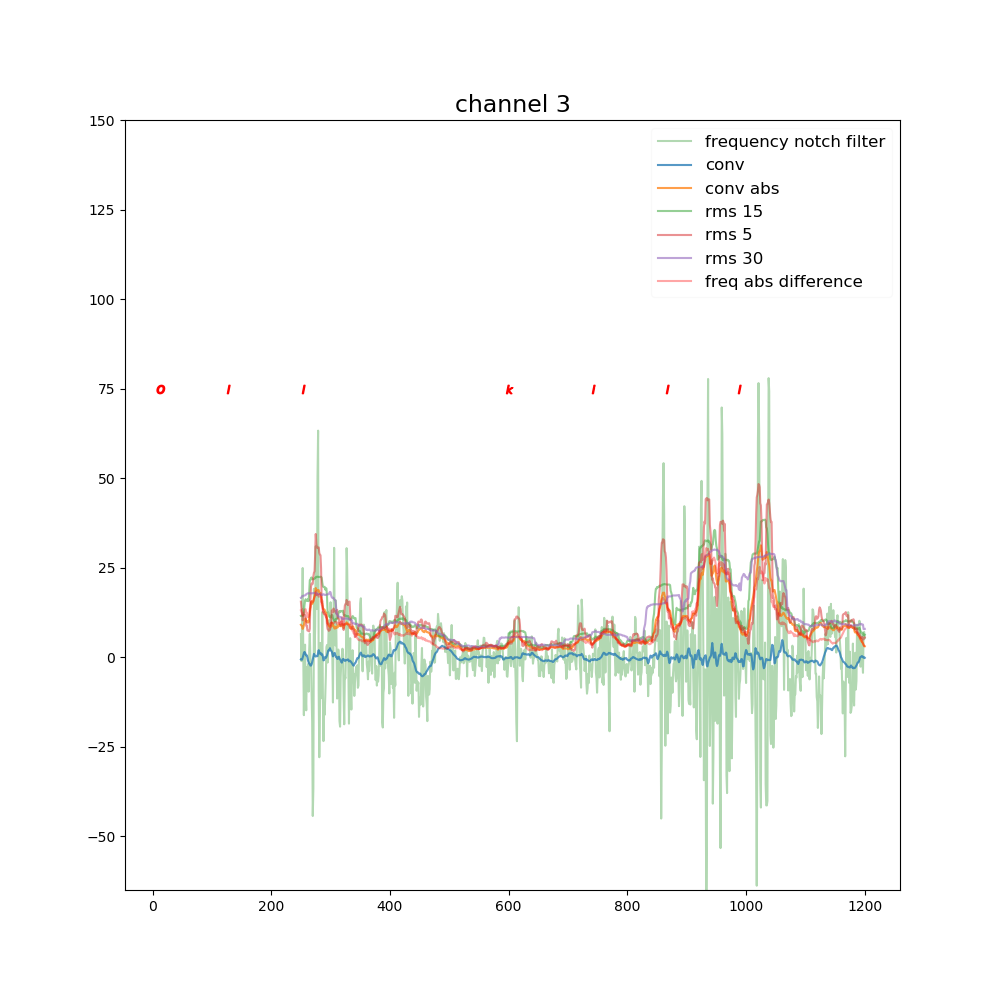 channel 3
150
125
100
75
50
25
0
−25
−50
frequency notch filter
conv
conv abs
rms 15
rms 5
rms 30
freq abs difference
o l l k l l l
0 200 400 600 800 1000 1200